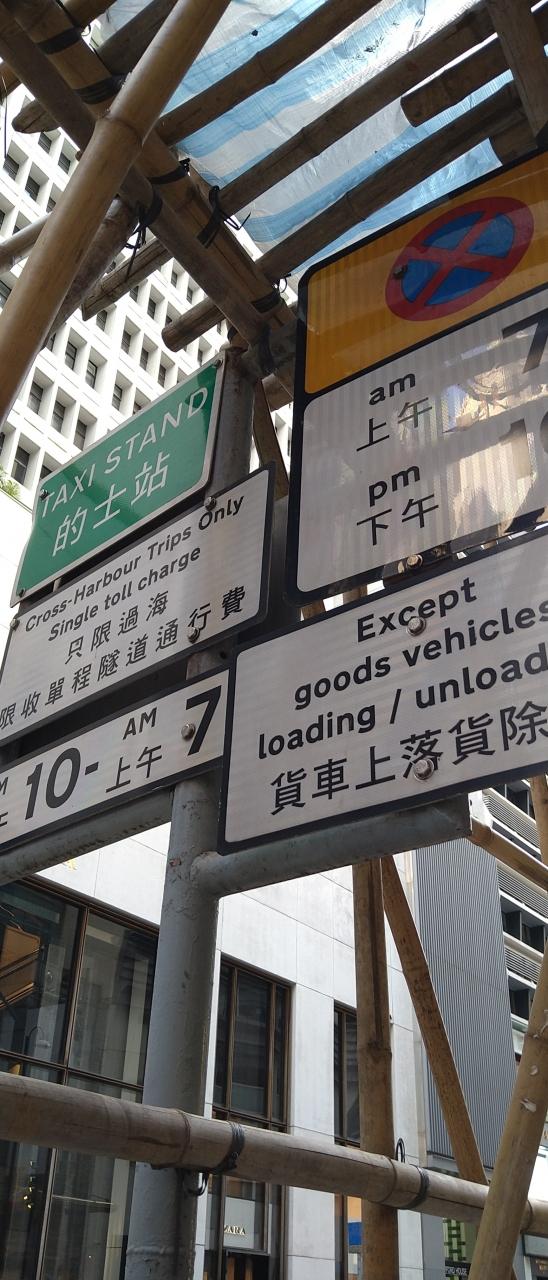 TAXI STAND
的士站
Cross-Harbour Trips Only
Single toll charge
只限過海
限收單程隧道通行費
10-
AM
上午
7
am
上午
7
pm
下午
Except
goods vehicles
loading / unload
貨車上落貨除